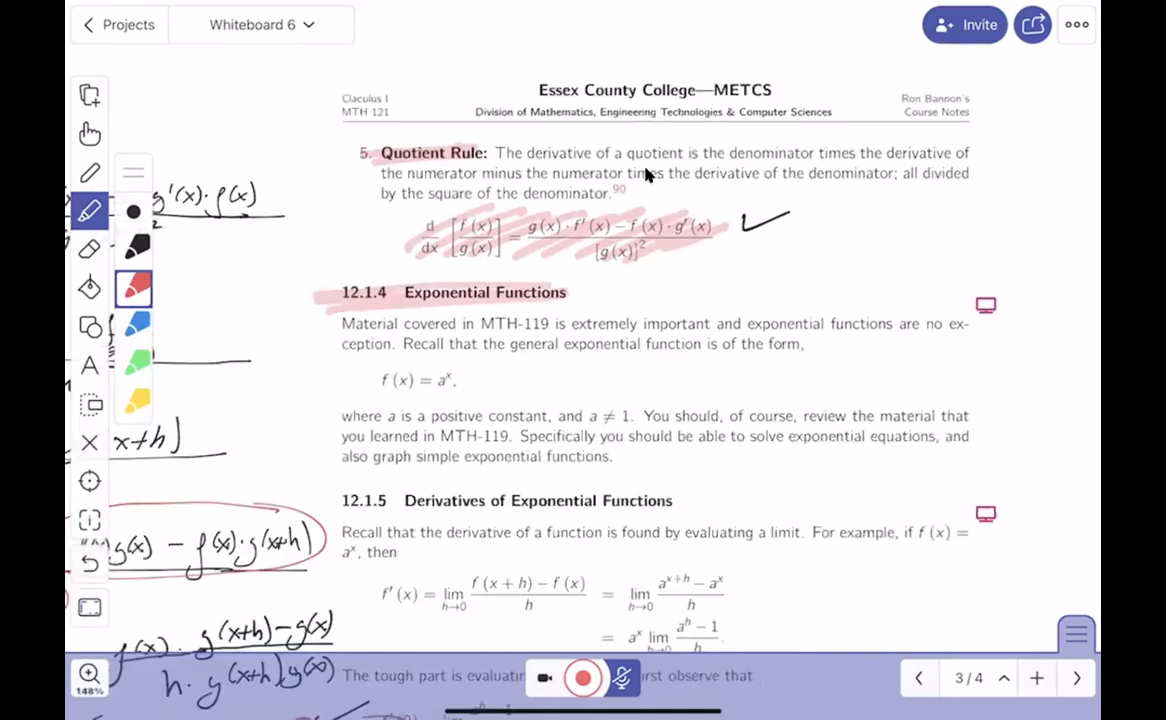 Projects
Whiteboard 6
Invite
Essex County College—METCS
Claculus I
MTH 121
Division of Mathematics, Engineering Technologies & Computer Sciences
Ron Bannon's
Course Notes
5. Quotient Rule: The derivative of a quotient is the denominator times the derivative of
the numerator minus the numerator times the derivative of the denominator; all divided
by the square of the denominator.90
d/dx [f (x)/g(x)] = g(x) · f′(x) − f(x) · g′(x) / [g(x)]²
g'(x)·f(x)
12.1.4 Exponential Functions
Material covered in MTH-119 is extremely important and exponential functions are no ex-
ception. Recall that the general exponential function is of the form,
f (x) = aˣ,
where a is a positive constant, and a ≠ 1. You should, of course, review the material that
you learned in MTH-119. Specifically you should be able to solve exponential equations, and
also graph simple exponential functions.
x+h)
12.1.5 Derivatives of Exponential Functions
Recall that the derivative of a function is found by evaluating a limit. For example, if f (x) =
aˣ, then
g(x) − f(x)·g(x+h)
f′ (x) = lim h→0 f (x + h) − f (x) / h = lim h→0 aˣ⁺ʰ − aˣ / h
= aˣ lim h→0 aʰ − 1 / h
f(x) · g(x+h)−g(x)
h · g(x+h)g(x)
The tough part is evaluatin
rst observe that
148%
3/4